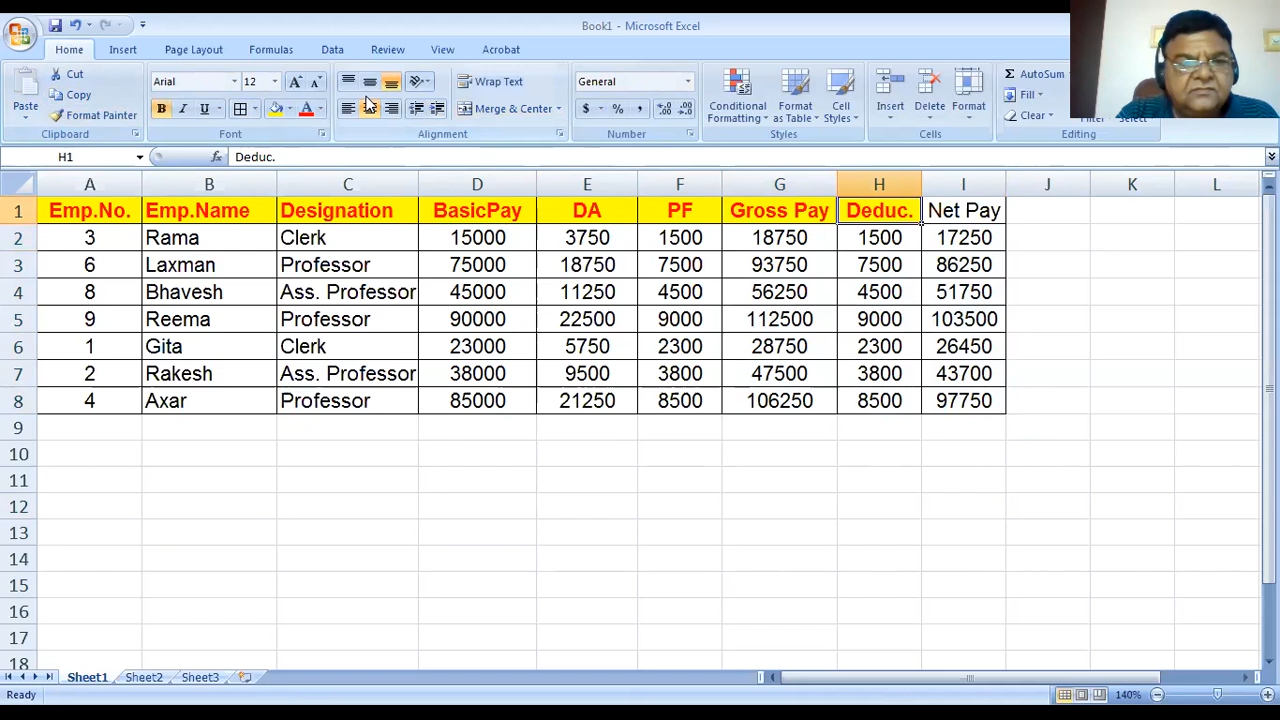 Book1 - Microsoft Excel
Home Insert Page Layout Formulas Data Review View Acrobat
Paste
Cut
Copy
Format Painter
Clipboard
Arial 12
B I U
A A
Font
Wrap Text
Merge & Center
Alignment
General
$ % ,
Number
Conditional Formatting
Format as Table
Cell Styles
Styles
Insert Delete Format
Cells
Σ AutoSum
Fill
Clear
Editing
H1 fx Deduc.
A B C D E F G H I J K L
1 Emp.No. Emp.Name Designation BasicPay DA PF Gross Pay Deduc. Net Pay
2 3 Rama Clerk 15000 3750 1500 18750 1500 17250
3 6 Laxman Professor 75000 18750 7500 93750 7500 86250
4 8 Bhavesh Ass. Professor 45000 11250 4500 56250 4500 51750
5 9 Reema Professor 90000 22500 9000 112500 9000 103500
6 1 Gita Clerk 23000 5750 2300 28750 2300 26450
7 2 Rakesh Ass. Professor 38000 9500 3800 47500 3800 43700
8 4 Axar Professor 85000 21250 8500 106250 8500 97750
9
10
11
12
13
14
15
16
17
18
Sheet1 Sheet2 Sheet3
Ready 140%